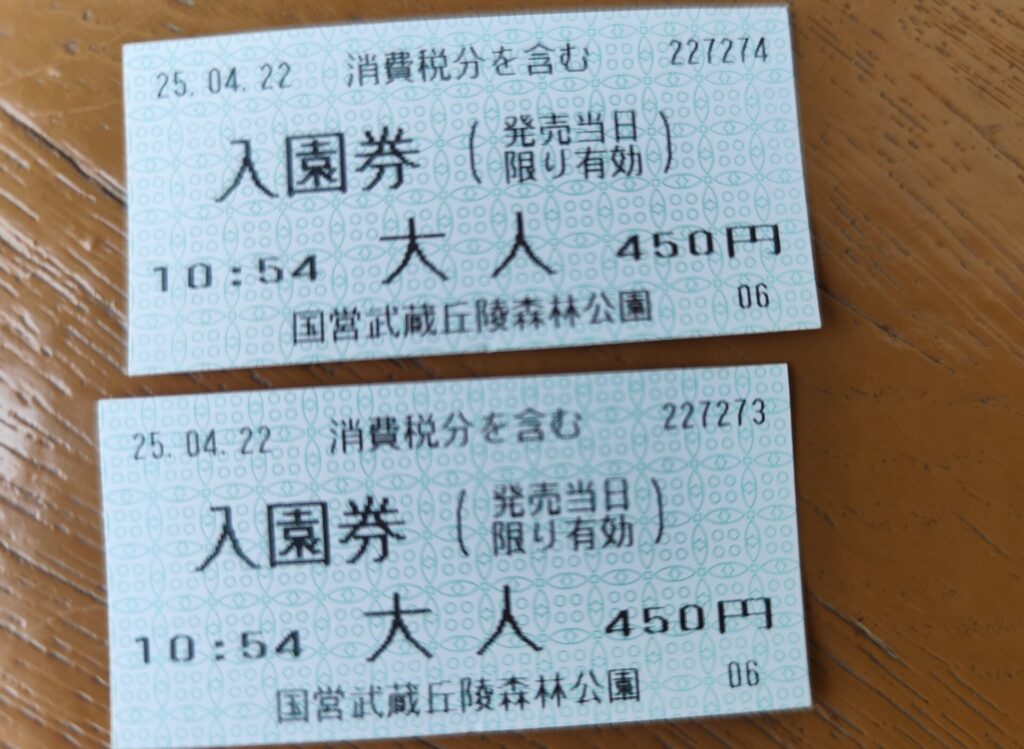 25.04.22 消費税分を含む 227274
入園券 (発売当日
限り有効)
10:54 大人 450円
国営武蔵丘陵森林公園 06
25.04.22 消費税分を含む 227273
入園券 (発売当日
限り有効)
10:54 大人 450円
国営武蔵丘陵森林公園 06